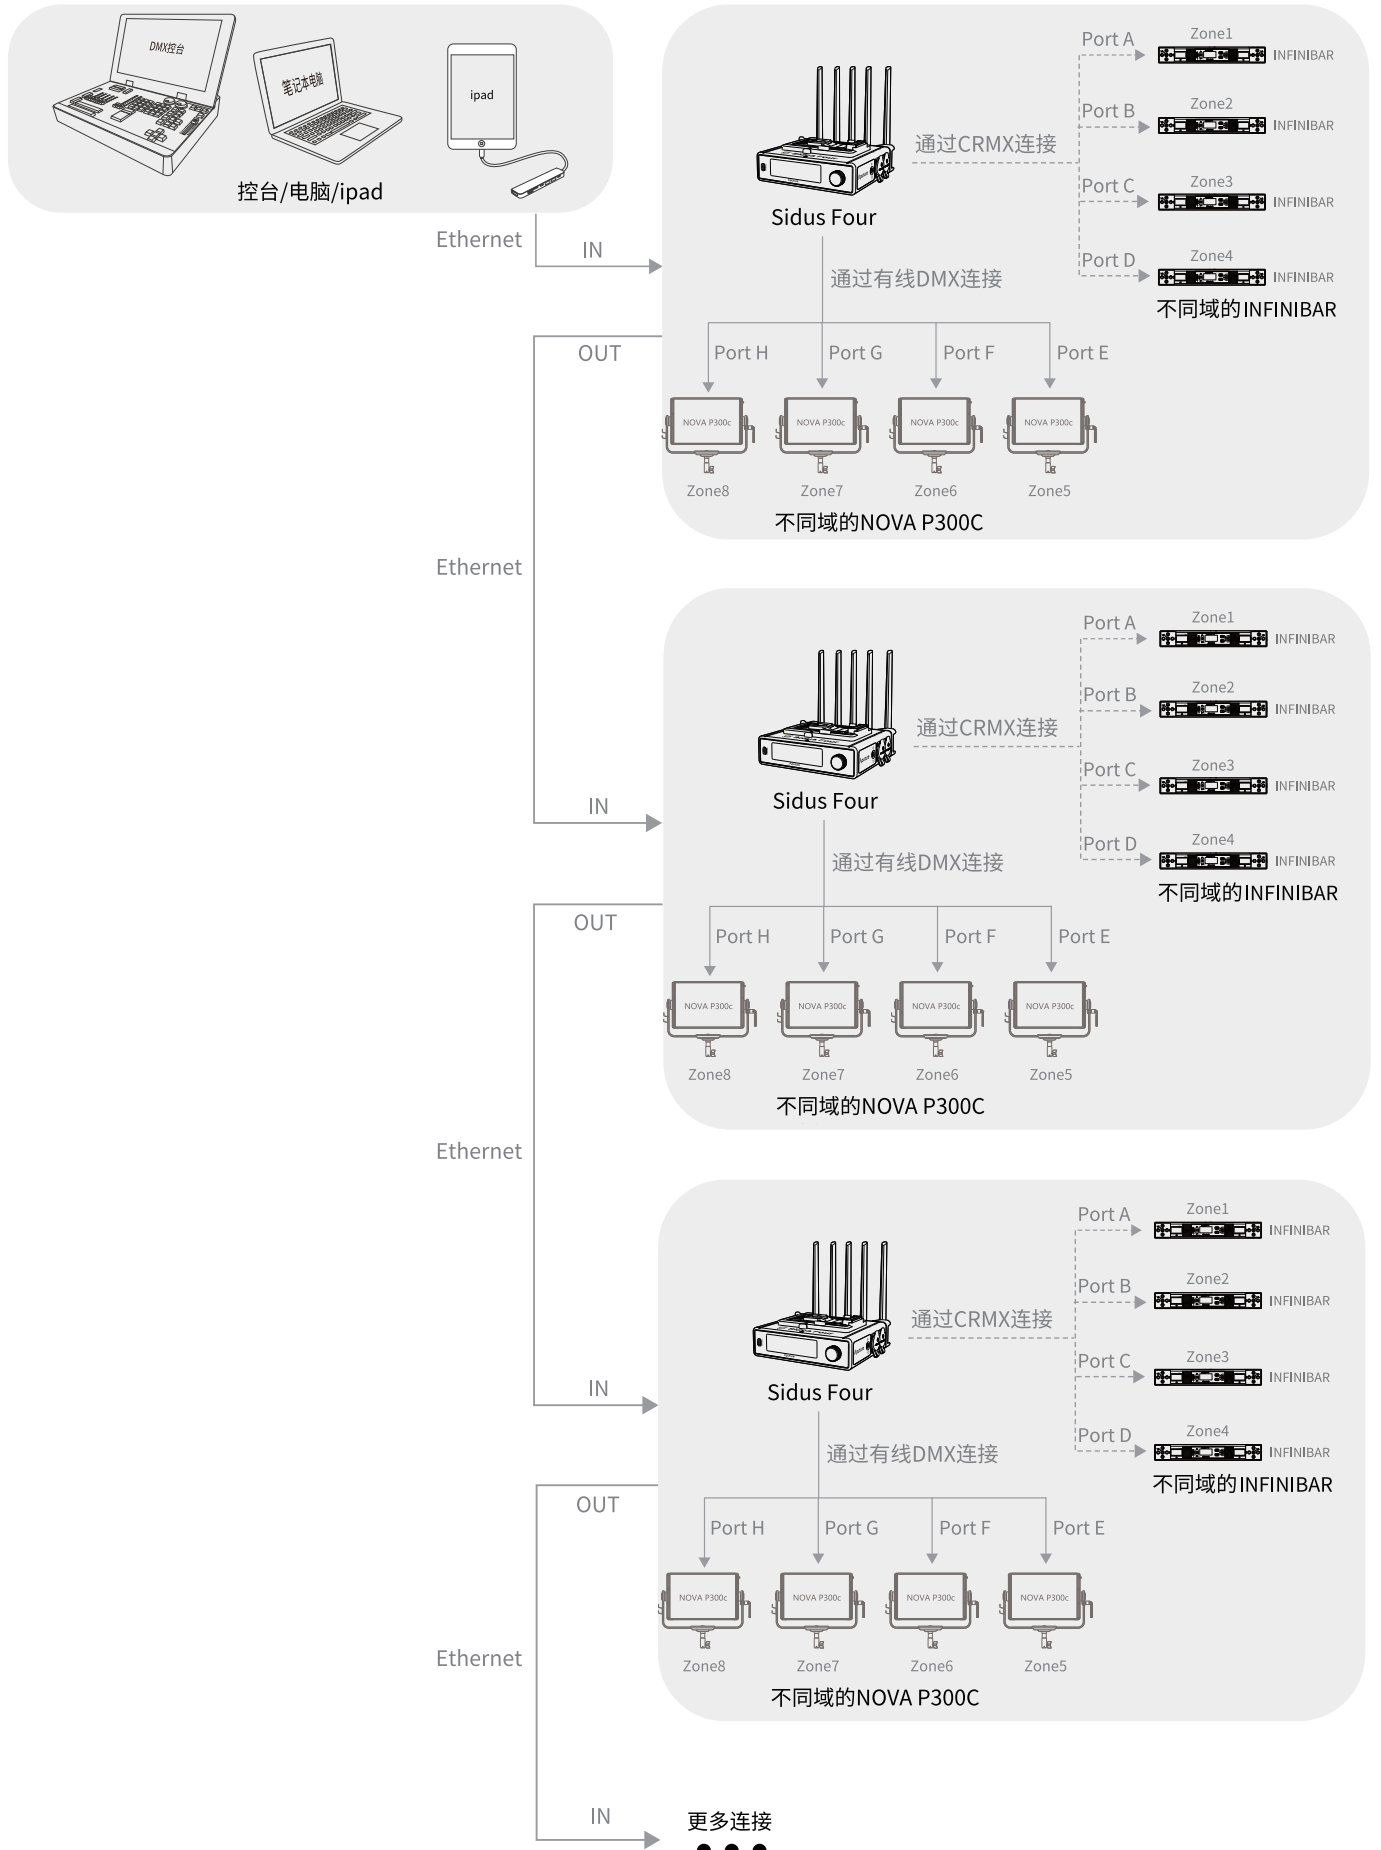 DMX控台
笔记本电脑
ipad
控台/电脑/ipad
Ethernet
IN
Port A
Zone1
INFINIBAR
Port B
Zone2
INFINIBAR
通过CRMX连接
Port C
Zone3
INFINIBAR
Sidus Four
Port D
Zone4
INFINIBAR
不同域的INFINIBAR
通过有线DMX连接
OUT
Port H
Port G
Port F
Port E
NOVA P300c
NOVA P300c
NOVA P300c
NOVA P300c
Zone8
Zone7
Zone6
Zone5
不同域的NOVA P300C
Ethernet
IN
Port A
Zone1
INFINIBAR
Port B
Zone2
INFINIBAR
通过CRMX连接
Port C
Zone3
INFINIBAR
Sidus Four
Port D
Zone4
INFINIBAR
不同域的INFINIBAR
通过有线DMX连接
OUT
Port H
Port G
Port F
Port E
NOVA P300c
NOVA P300c
NOVA P300c
NOVA P300c
Zone8
Zone7
Zone6
Zone5
不同域的NOVA P300C
Ethernet
IN
Port A
Zone1
INFINIBAR
Port B
Zone2
INFINIBAR
通过CRMX连接
Port C
Zone3
INFINIBAR
Sidus Four
Port D
Zone4
INFINIBAR
不同域的INFINIBAR
通过有线DMX连接
OUT
Port H
Port G
Port F
Port E
NOVA P300c
NOVA P300c
NOVA P300c
NOVA P300c
Zone8
Zone7
Zone6
Zone5
不同域的NOVA P300C
Ethernet
IN
更多连接